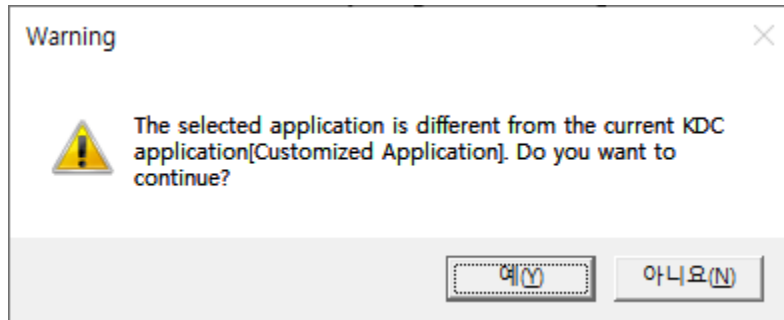 Warning
The selected application is different from the current KDC
application[Customized Application]. Do you want to
continue?
예(Y)
아니요(N)